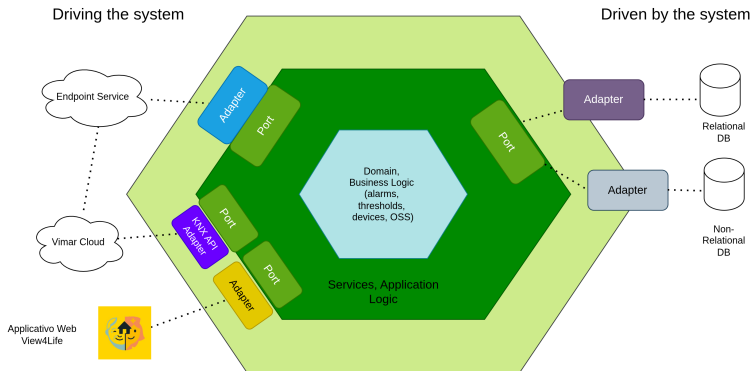 Driving the system
Driven by the system
Endpoint Service
Adapter
Port
Port
Adapter
Relational
DB
Domain,
Business Logic
(alarms,
thresholds,
devices, OSS)
Adapter
Port
KNX API
Adapter
Vimar Cloud
Non-
Relational
DB
Port
Adapter
Services, Application
Logic
Applicativo Web
View4Life